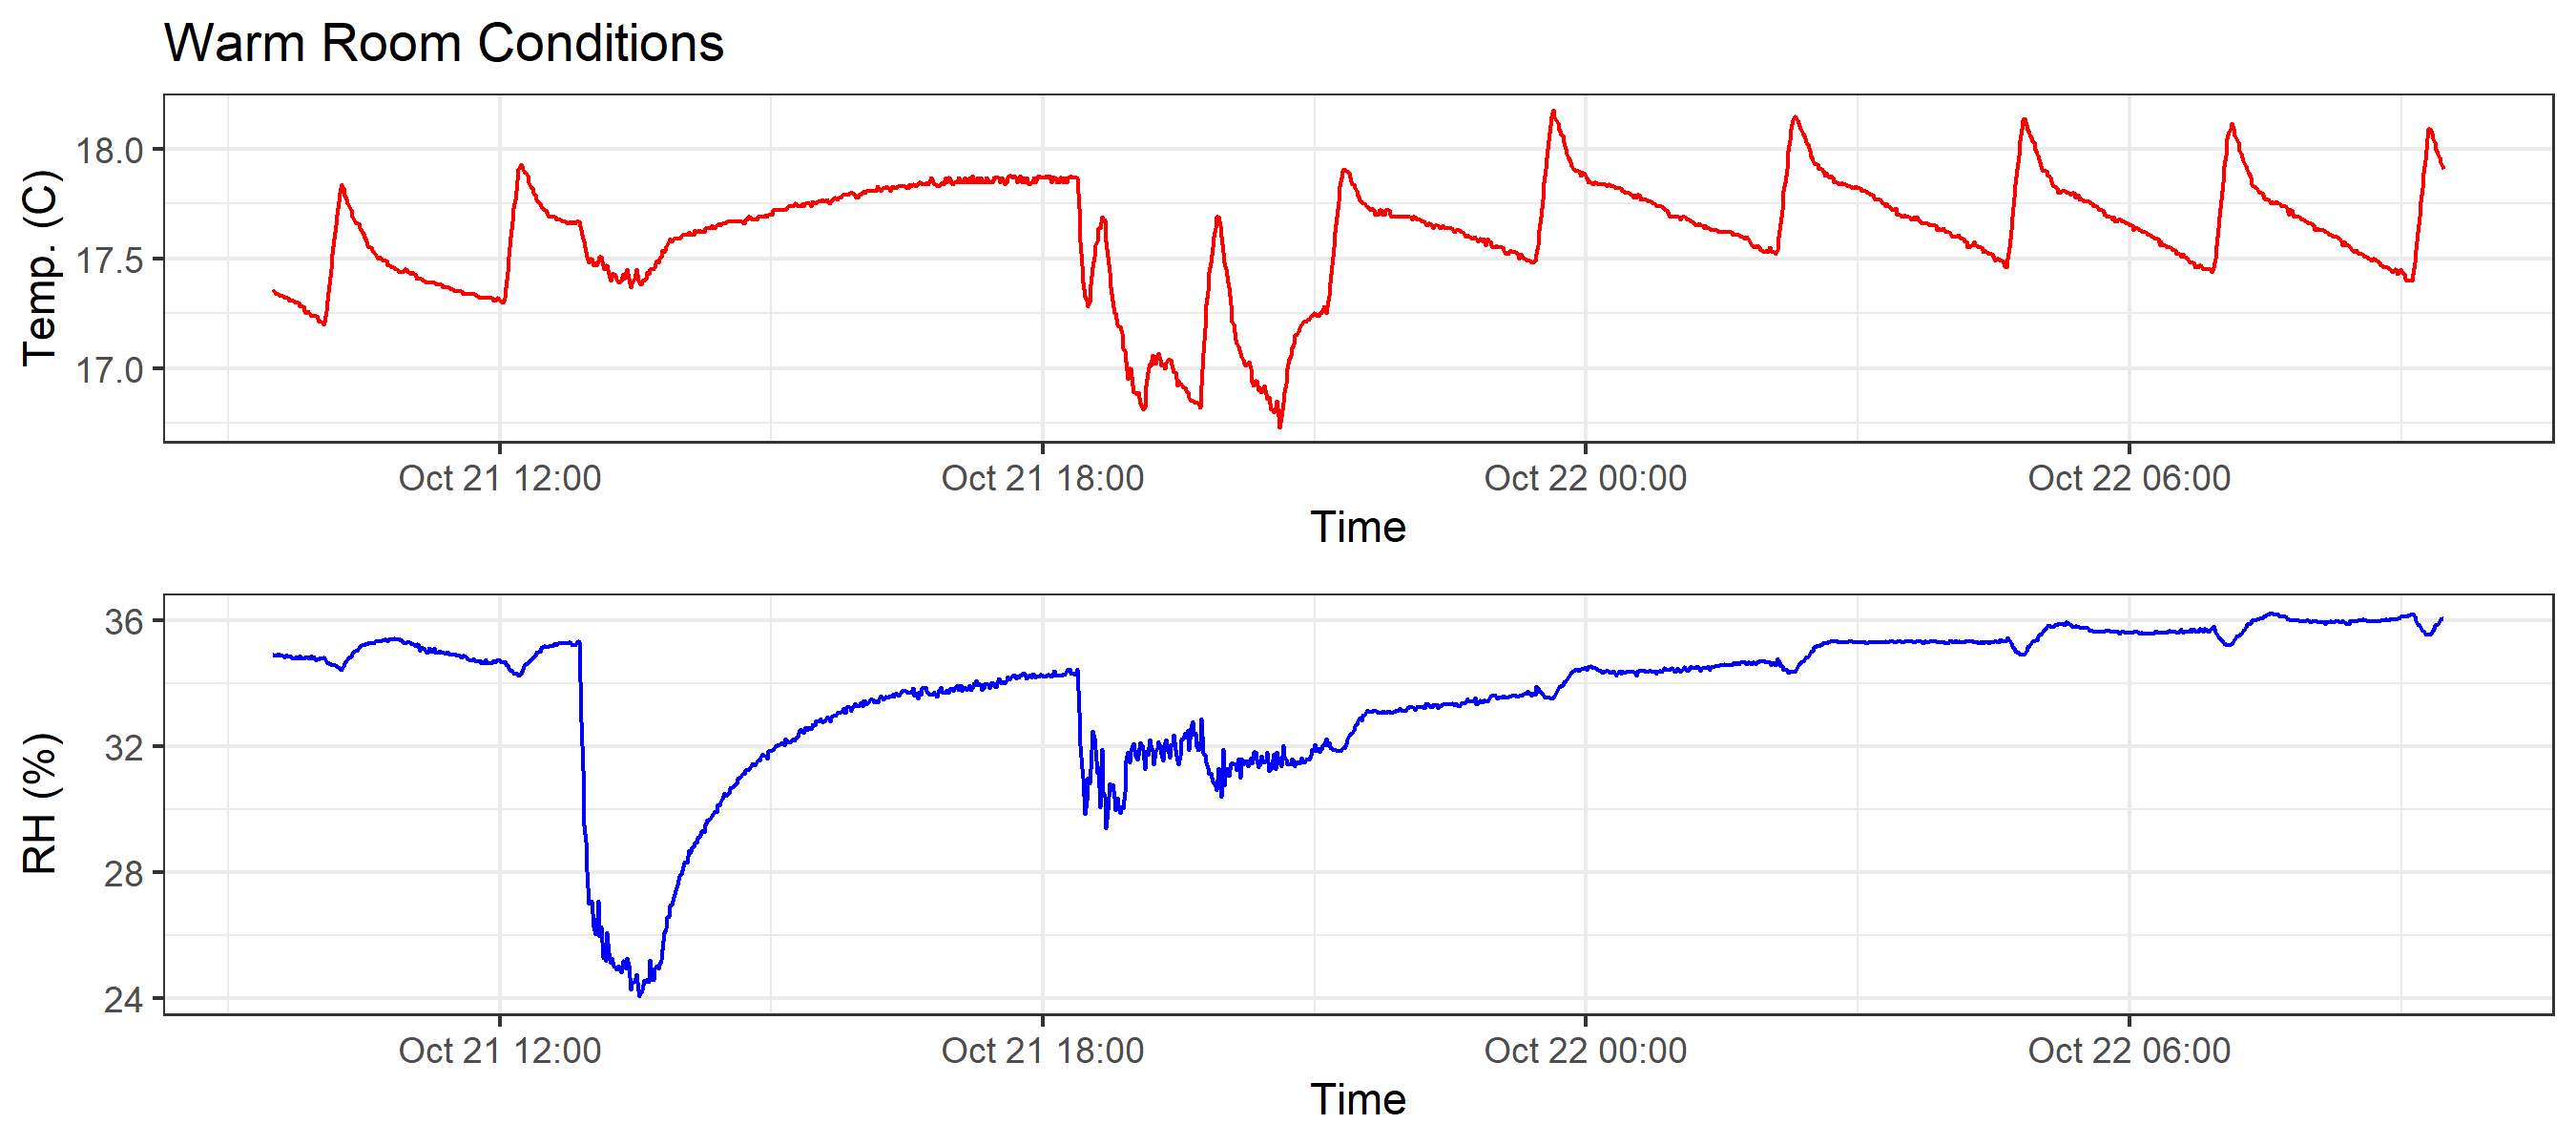 Warm Room Conditions
Temp. (C)
18.0
17.5
17.0
Oct 21 12:00 Oct 21 18:00 Oct 22 00:00 Oct 22 06:00
Time
RH (%)
36
32
28
24
Oct 21 12:00 Oct 21 18:00 Oct 22 00:00 Oct 22 06:00
Time